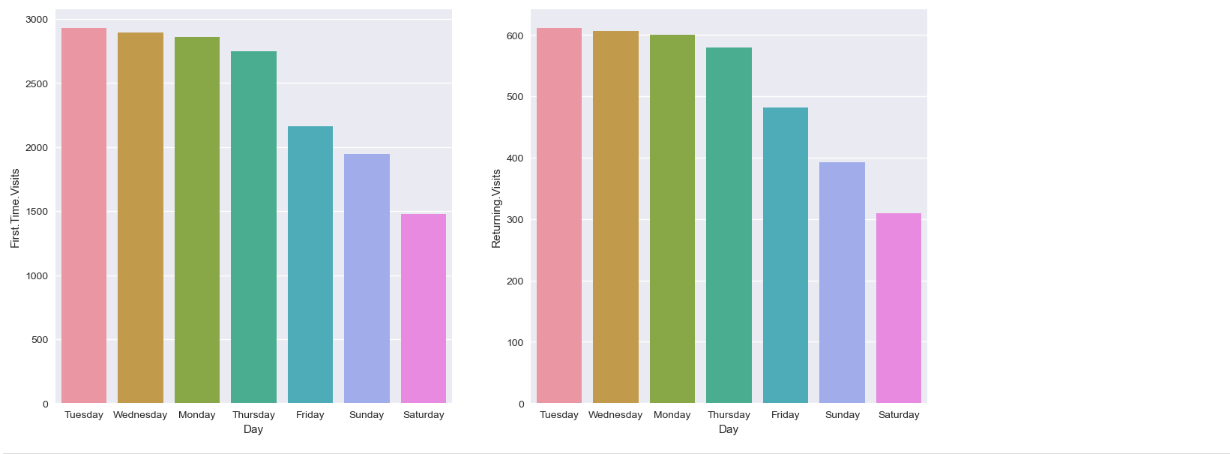 3000
2500
2000
1500
1000
500
0
First.Time.Visits
Tuesday Wednesday Monday Thursday Friday Sunday Saturday
Day
600
500
400
300
200
100
0
Returning.Visits
Tuesday Wednesday Monday Thursday Friday Sunday Saturday
Day